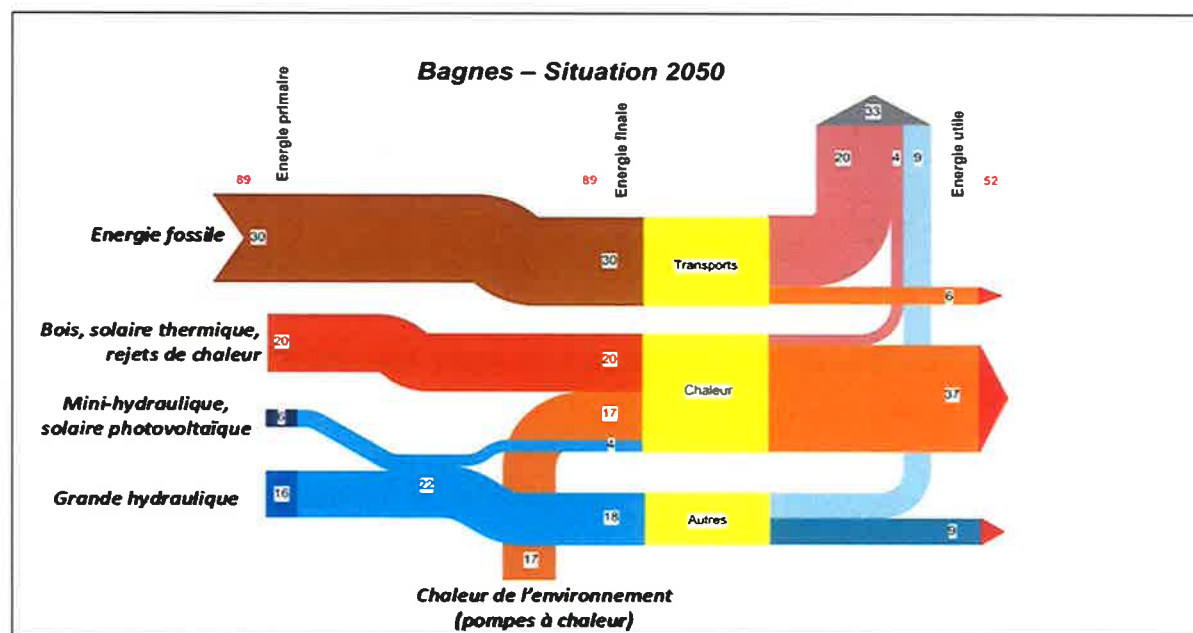 Bagnes – Situation 2050
Energie primaire
Energie finale
Energie utile
33
20
4
9
89
89
52
Energie fossile
30
30
Transports
6
Bois, solaire thermique,
rejets de chaleur
20
20
Chaleur
37
17
Mini-hydraulique,
solaire photovoltaïque
6
4
22
Grande hydraulique
16
18
Autres
9
17
Chaleur de l'environnement
(pompes à chaleur)